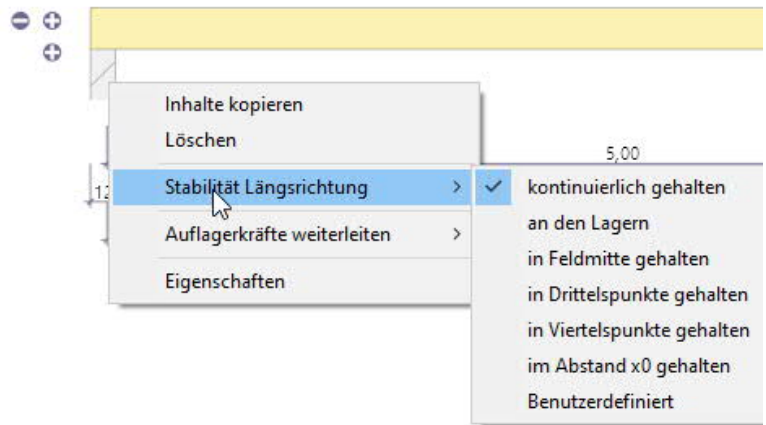 Inhalte kopieren
Löschen
5,00
12
Stabilität Längsrichtung
kontinuierlich gehalten
an den Lagern
Auflagerkräfte weiterleiten
in Feldmitte gehalten
Eigenschaften
in Drittelspunkte gehalten
in Viertelspunkte gehalten
im Abstand x0 gehalten
Benutzerdefiniert